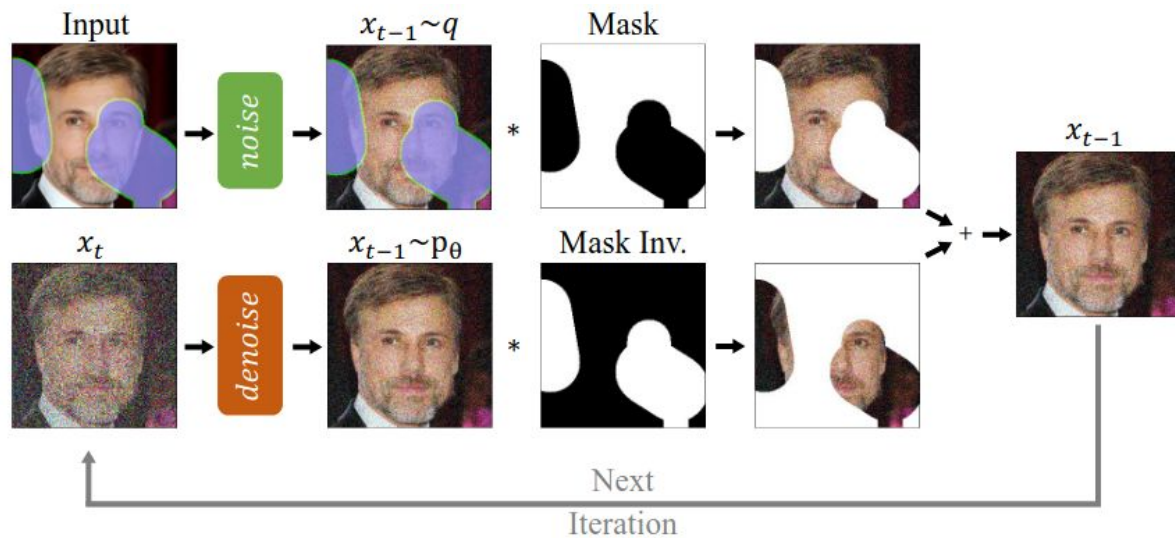 Input
x_{t−1}~q
Mask
noise
*
x_{t−1}
+
x_t
x_{t−1}~p_θ
Mask Inv.
denoise
*
Next
Iteration